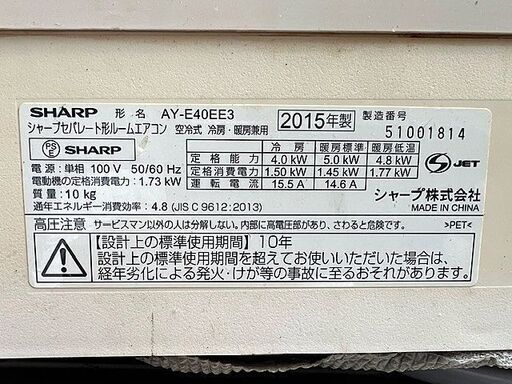 SHARP 形名 AY-E40EE3 2015年製 製造番号
シャープセパレート形ルームエアコン 空冷式 冷房・暖房兼用 51001814
PS E SHARP
電源：単相 100 V 50/60 Hz
電動機の定格消費電力：1.73 kW
質量：10 kg
通年エネルギー消費効率：4.8 (JIS C 9612:2013)
冷房 暖房標準 暖房低温
定格能力 4.0 kW 5.0 kW 4.8 kW
定格消費電力 1.50 kW 1.45 kW 1.77 kW
運転電流 15.5 A 14.6 A
S JET
シャープ株式会社
MADE IN CHINA
高圧注意 サービスマン以外の人は分解しない。内部に高電圧部があり、さわると危険です。 >PET<
【設計上の標準使用期間】10年
設計上の標準使用期間を超えてお使いいただいた場合は、
経年劣化による発火・けが等の事故に至るおそれがあります。